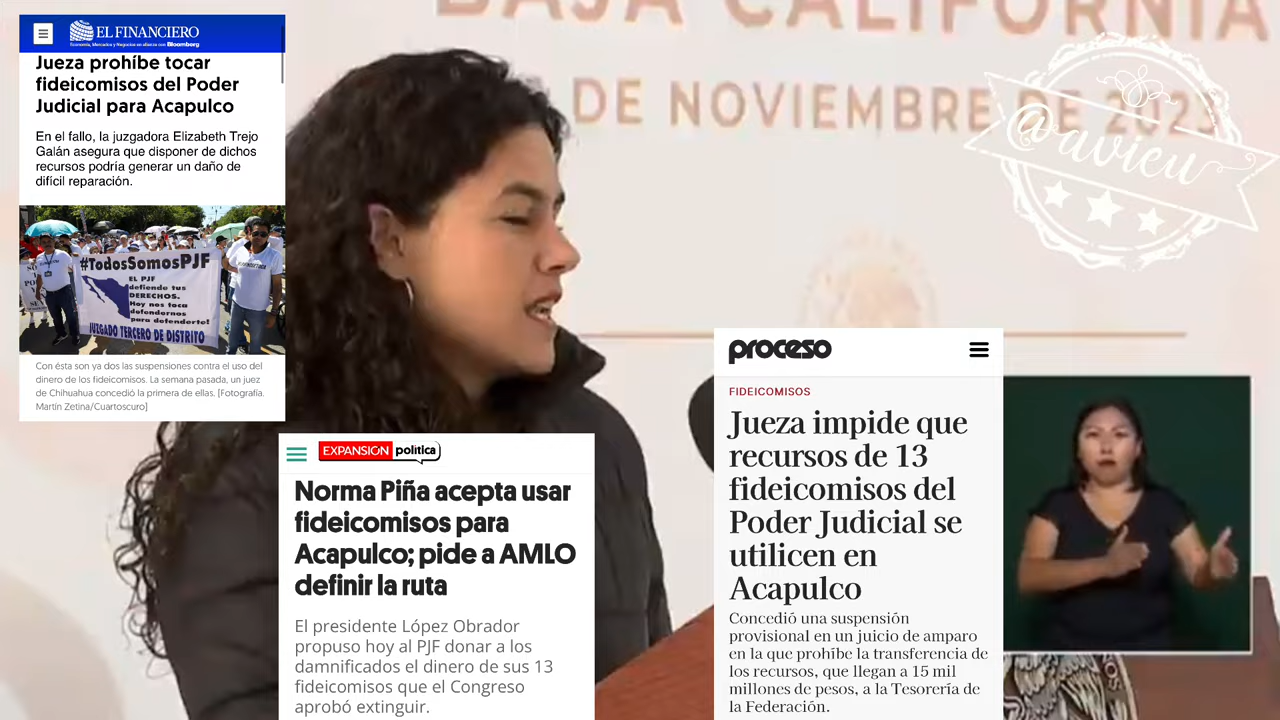 BAJA CALIFORNIA
DE NOVIEMBRE DE 2023
@avieu
EL FINANCIERO
Economía, Mercados y Negocios en alianza con Bloomberg
Jueza prohíbe tocar
fideicomisos del Poder
Judicial para Acapulco
En el fallo, la juzgadora Elizabeth Trejo
Galán asegura que disponer de dichos
recursos podría generar un daño de
difícil reparación.
#TodosSomosPJF
EL PJF
defiende tus
DERECHOS.
Hoy nos toca
defendernos
para defenderte!
JUZGADO TERCERO DE DISTRITO
Con ésta son ya dos las suspensiones contra el uso del
dinero de los fideicomisos. La semana pasada, un juez
de Chihuahua concedió la primera de ellas. [Fotografía.
Martín Zetina/Cuartoscuro]
EXPANSION política
Norma Piña acepta usar
fideicomisos para
Acapulco; pide a AMLO
definir la ruta
El presidente López Obrador
propuso hoy al PJF donar a los
damnificados el dinero de sus 13
fideicomisos que el Congreso
aprobó extinguir.
proceso
FIDEICOMISOS
Jueza impide que
recursos de 13
fideicomisos del
Poder Judicial se
utilicen en
Acapulco
Concedió una suspensión
provisional en un juicio de amparo
en la que prohíbe la transferencia de
los recursos, que llegan a 15 mil
millones de pesos, a la Tesorería de
la Federación.